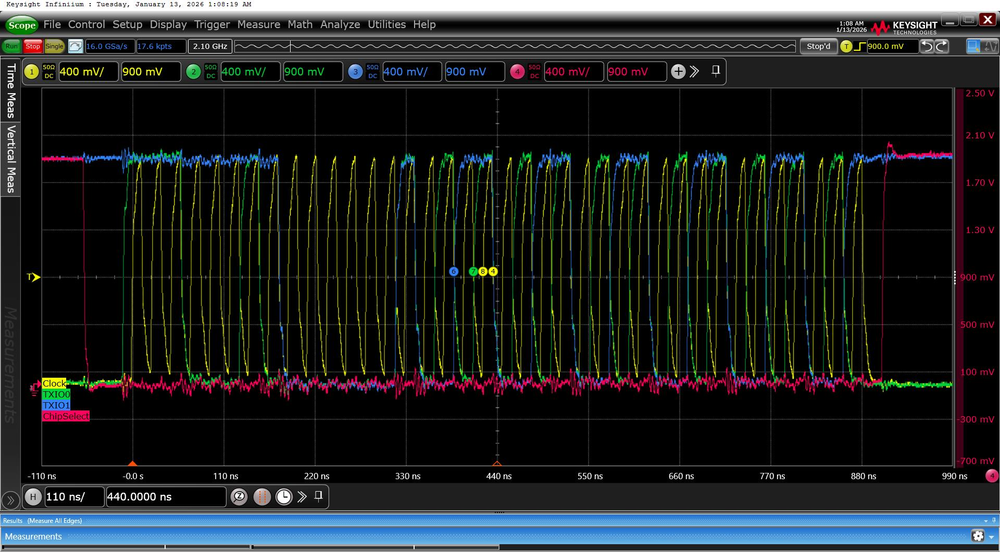 Keysight Infiniium : Tuesday, January 13, 2026 1:08:19 AM
Scope File Control Setup Display Trigger Measure Math Analyze Utilities Help
1:08 AM
1/13/2026
KEYSIGHT
TECHNOLOGIES
Run Stop Single 16.0 GSa/s 17.6 kpts 2.10 GHz Stop'd T 900.0 mV
1 50Ω DC 400 mV/ 900 mV 2 50Ω DC 400 mV/ 900 mV 3 50Ω DC 400 mV/ 900 mV 4 50Ω DC 400 mV/ 900 mV
Time Meas
Vertical Meas
Measurements
2.50 V
2.10 V
1.70 V
1.30 V
900 mV
500 mV
100 mV
-300 mV
-700 mV
T
6 7 8 4
Clock
TXIO0
TXIO1
ChipSelect
-110 ns -0.0 s 110 ns 220 ns 330 ns 440 ns 550 ns 660 ns 770 ns 880 ns 990 ns 4
H 110 ns/ 440.0000 ns Z
Results (Measure All Edges)
Measurements